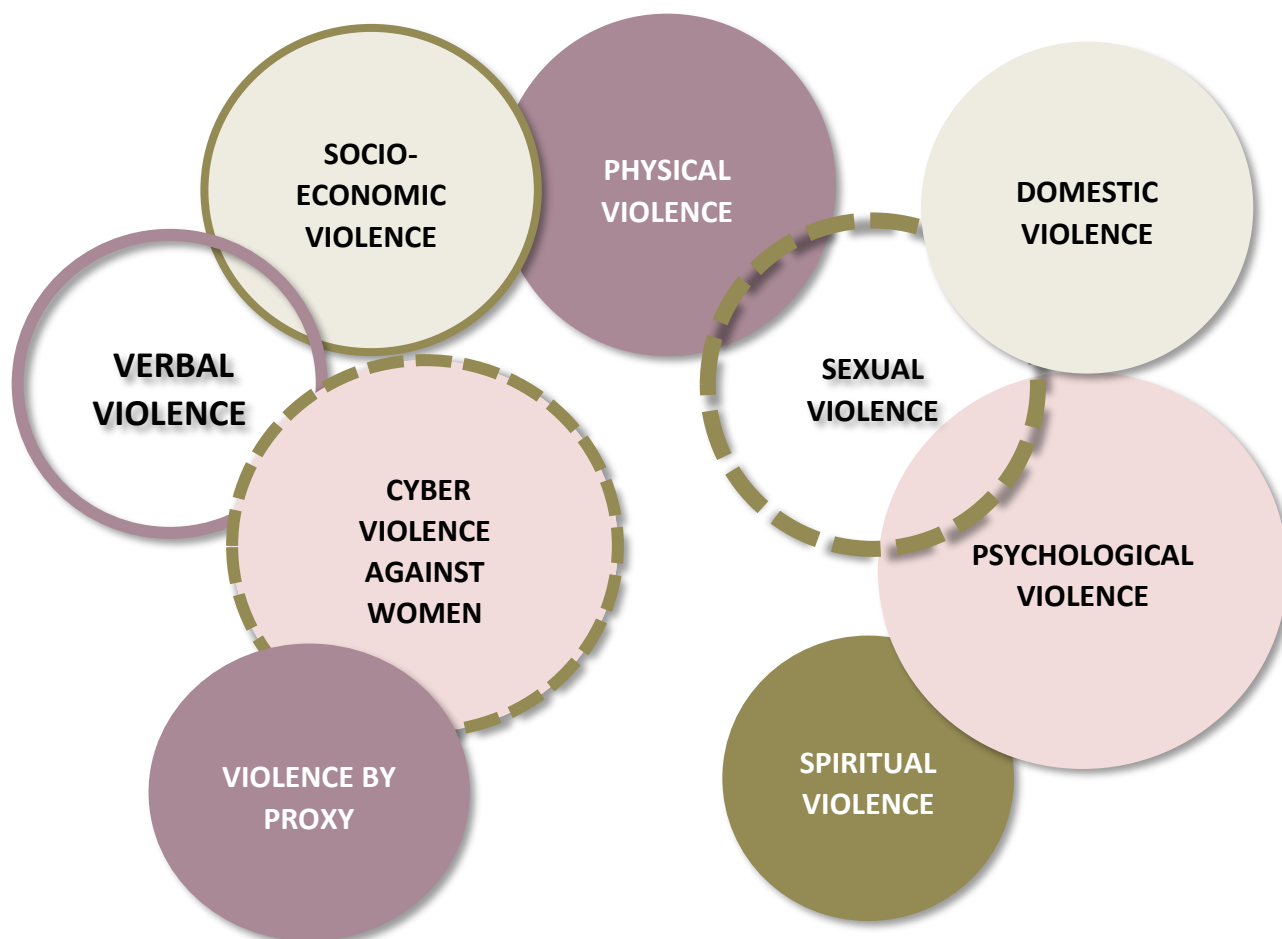 SOCIO-
ECONOMIC
VIOLENCE
PHYSICAL
VIOLENCE
DOMESTIC
VIOLENCE
VERBAL
VIOLENCE
SEXUAL
VIOLENCE
CYBER
VIOLENCE
AGAINST
WOMEN
PSYCHOLOGICAL
VIOLENCE
VIOLENCE BY
PROXY
SPIRITUAL
VIOLENCE